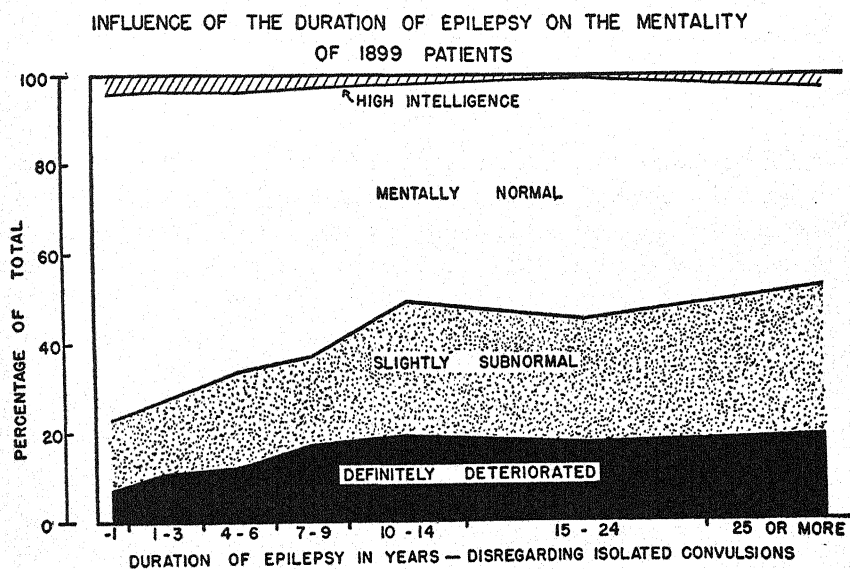 INFLUENCE OF THE DURATION OF EPILEPSY ON THE MENTALITY
OF 1899 PATIENTS
100
HIGH INTELLIGENCE
80
MENTALLY NORMAL
60
PERCENTAGE OF TOTAL
40
SLIGHTLY SUBNORMAL
20
DEFINITELY DETERIORATED
0
-1 1-3 4-6 7-9 10-14 15-24 25 OR MORE
DURATION OF EPILEPSY IN YEARS — DISREGARDING ISOLATED CONVULSIONS